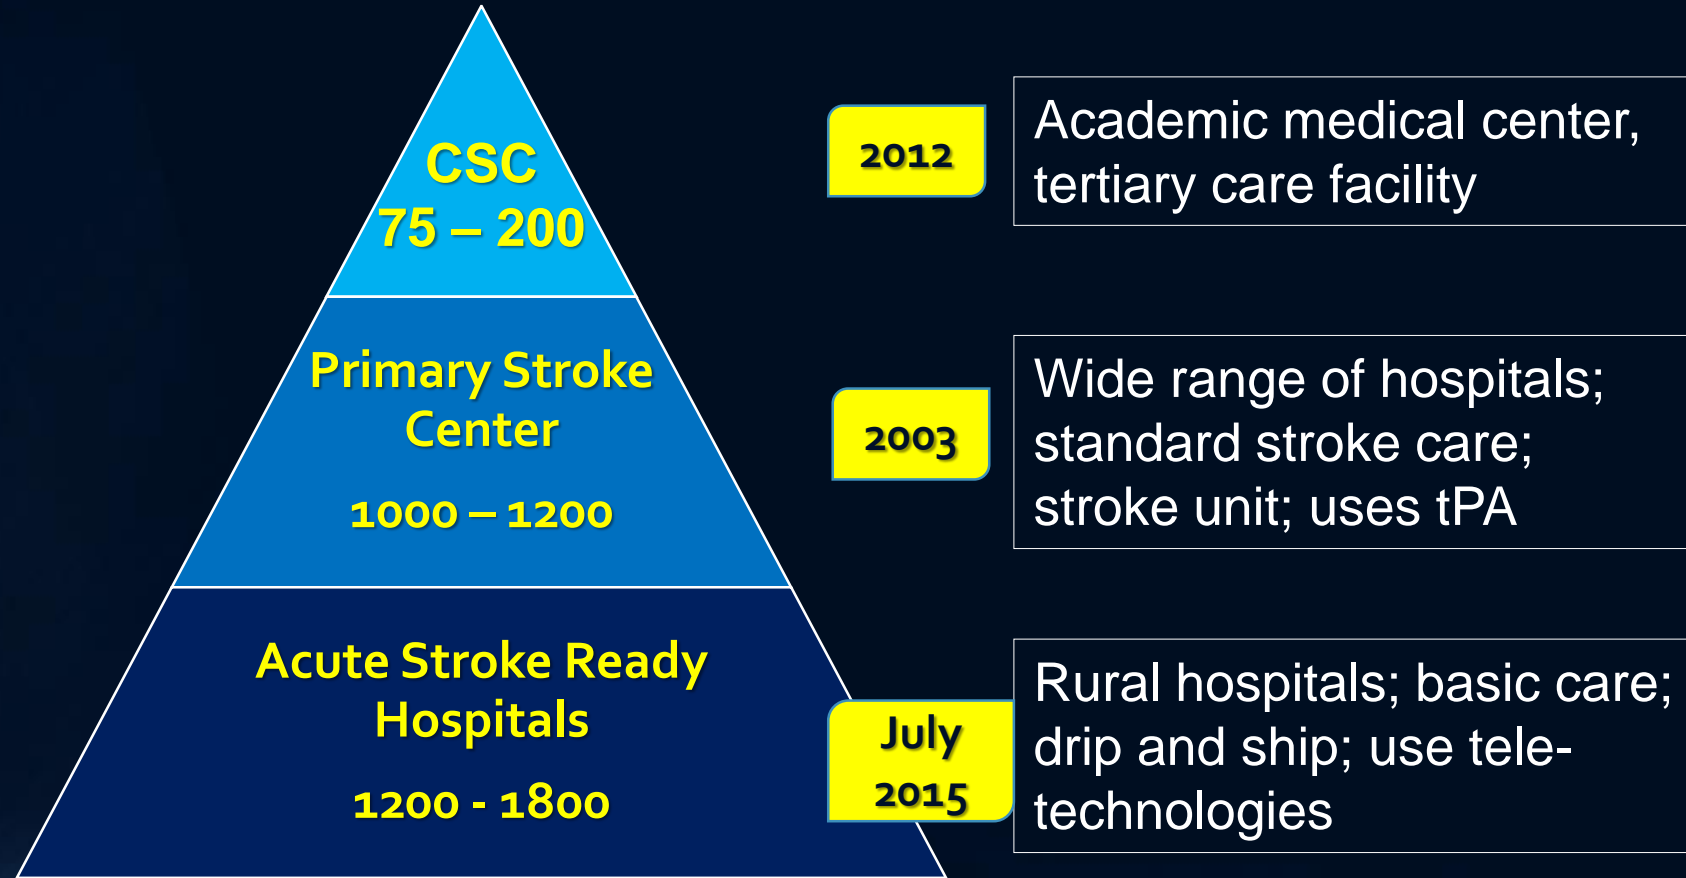 CSC
75 – 200
2012
Academic medical center,
tertiary care facility
Primary Stroke
Center
1000 – 1200
2003
Wide range of hospitals;
standard stroke care;
stroke unit; uses tPA
Acute Stroke Ready
Hospitals
1200 - 1800
July
2015
Rural hospitals; basic care;
drip and ship; use tele-
technologies